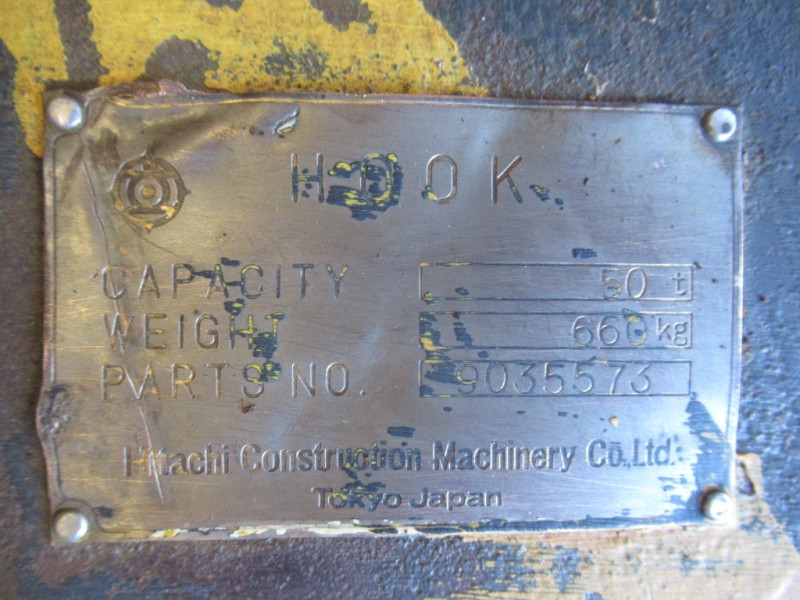 HOOK
CAPACITY 50 t
WEIGHT 660 kg
PARTS NO. 9035573
Hitachi Construction Machinery Co., Ltd.
Tokyo Japan